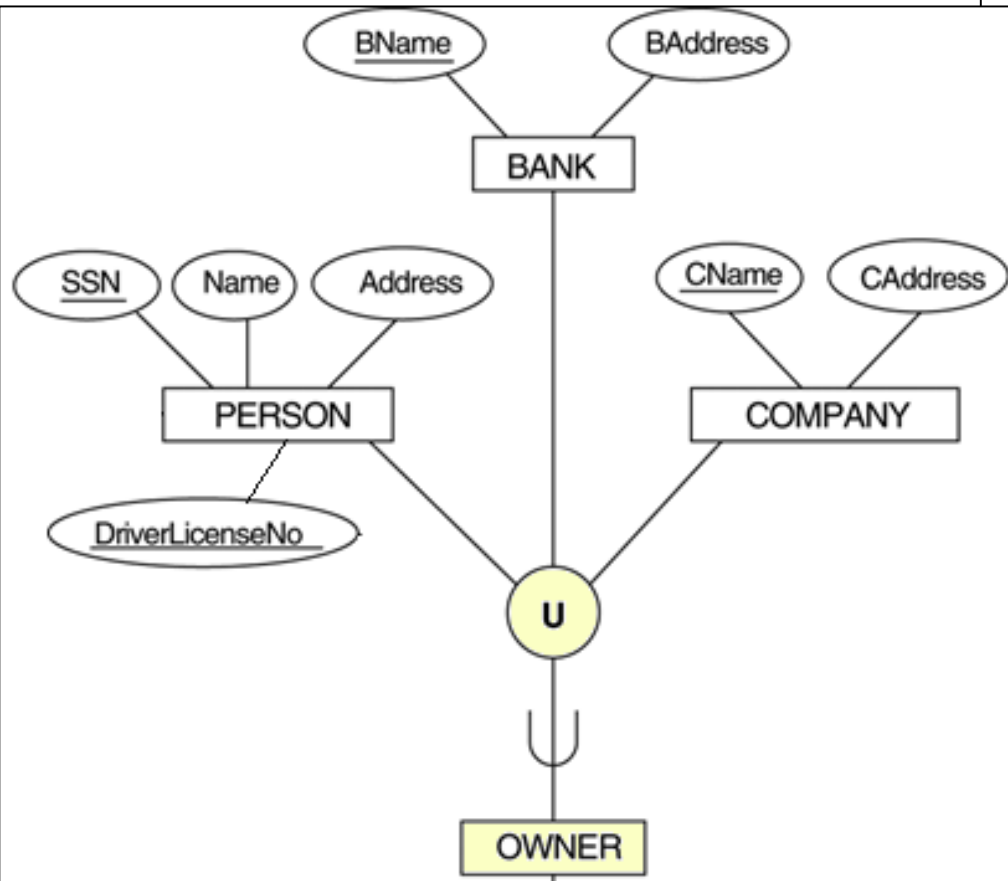 BName
BAddress
BANK
SSN
Name
Address
CName
CAddress
PERSON
COMPANY
DriverLicenseNo
U
OWNER